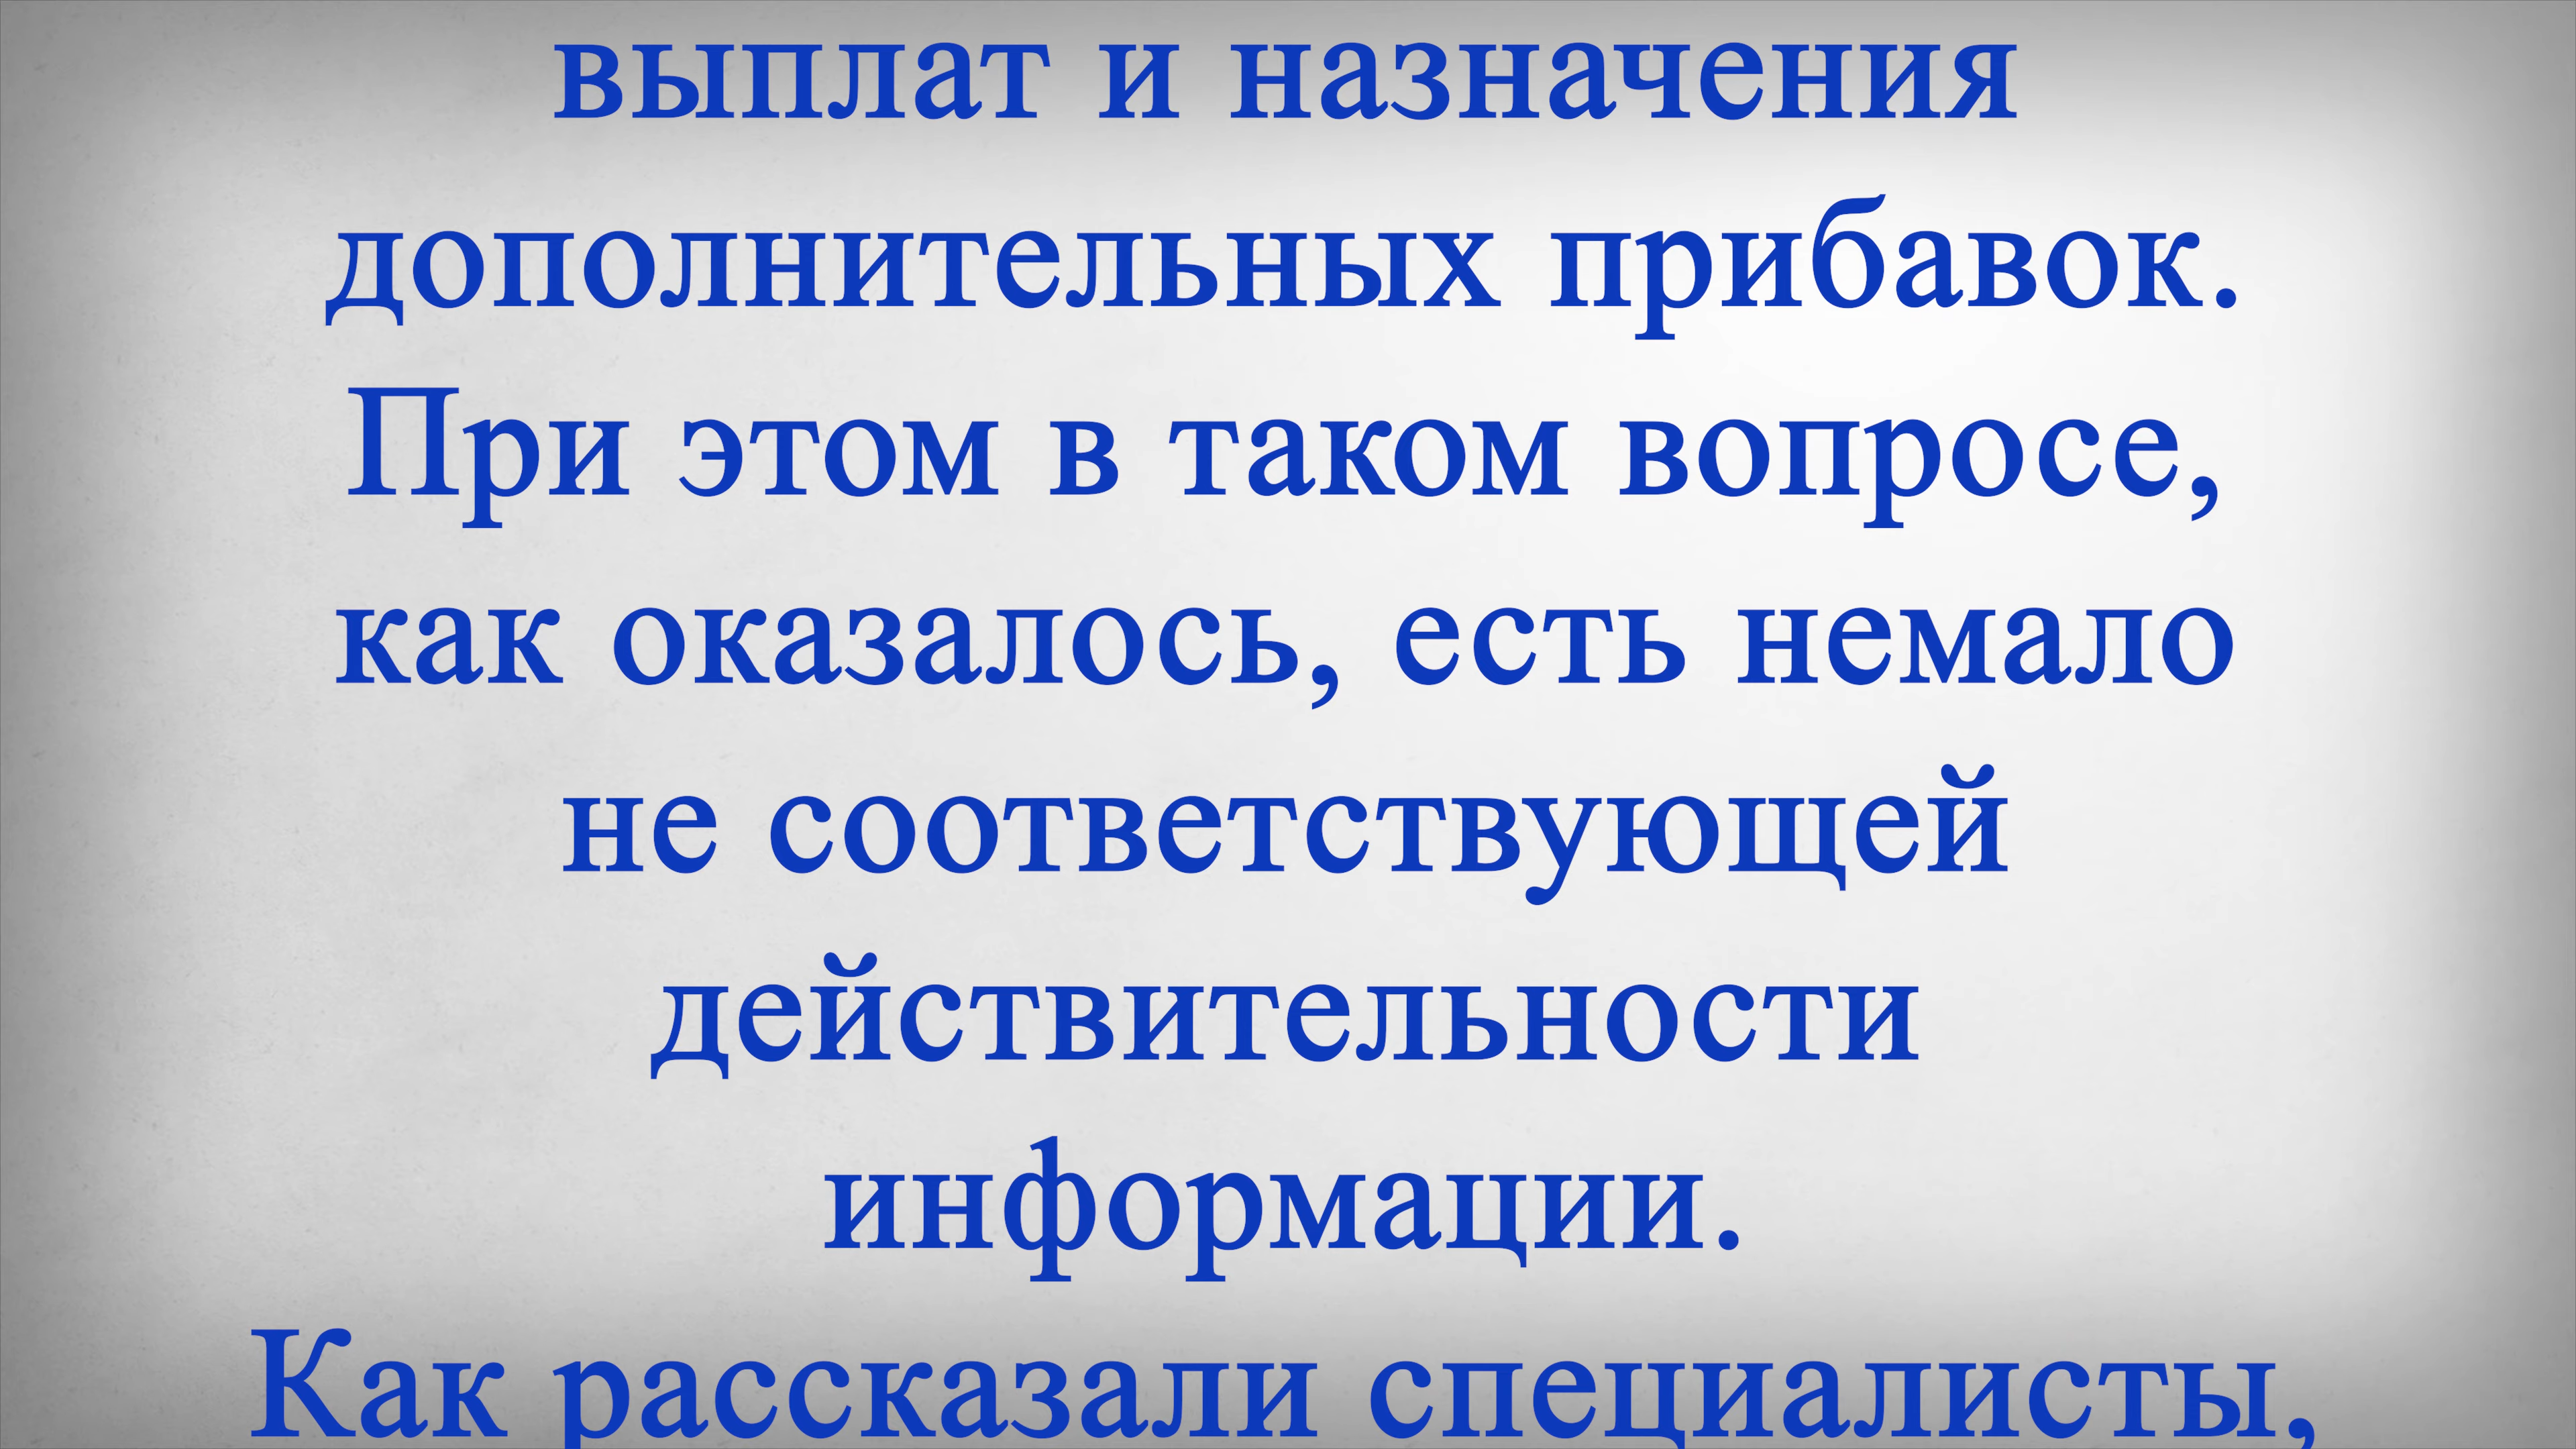 выплат и назначения
дополнительных прибавок.
При этом в таком вопросе,
как оказалось, есть немало
не соответствующей
действительности
информации.
Как рассказали специалисты,